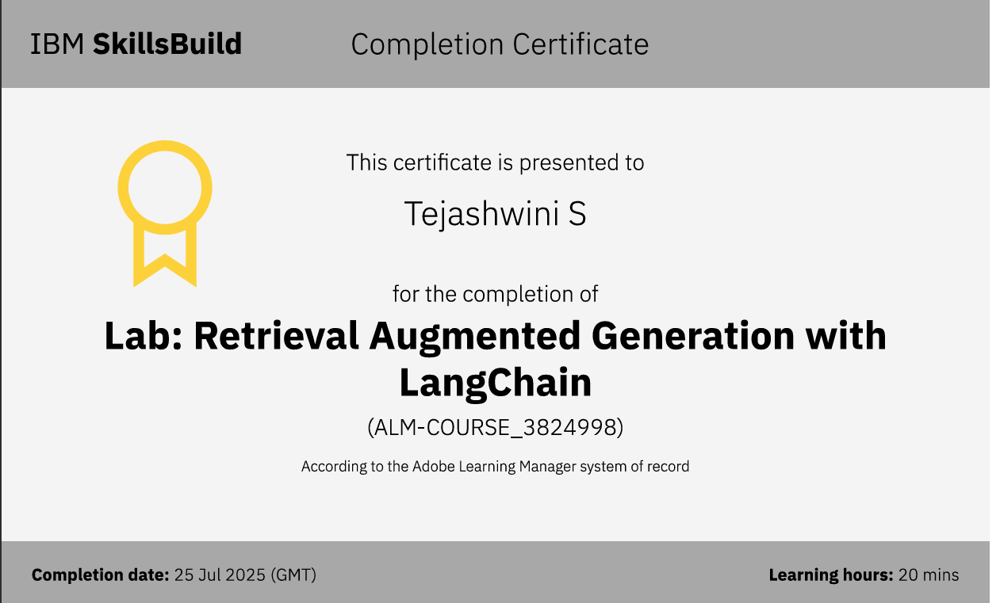 IBM SkillsBuild
Completion Certificate
This certificate is presented to
Tejashwini S
for the completion of
Lab: Retrieval Augmented Generation with
LangChain
(ALM-COURSE_3824998)
According to the Adobe Learning Manager system of record
Completion date: 25 Jul 2025 (GMT)
Learning hours: 20 mins